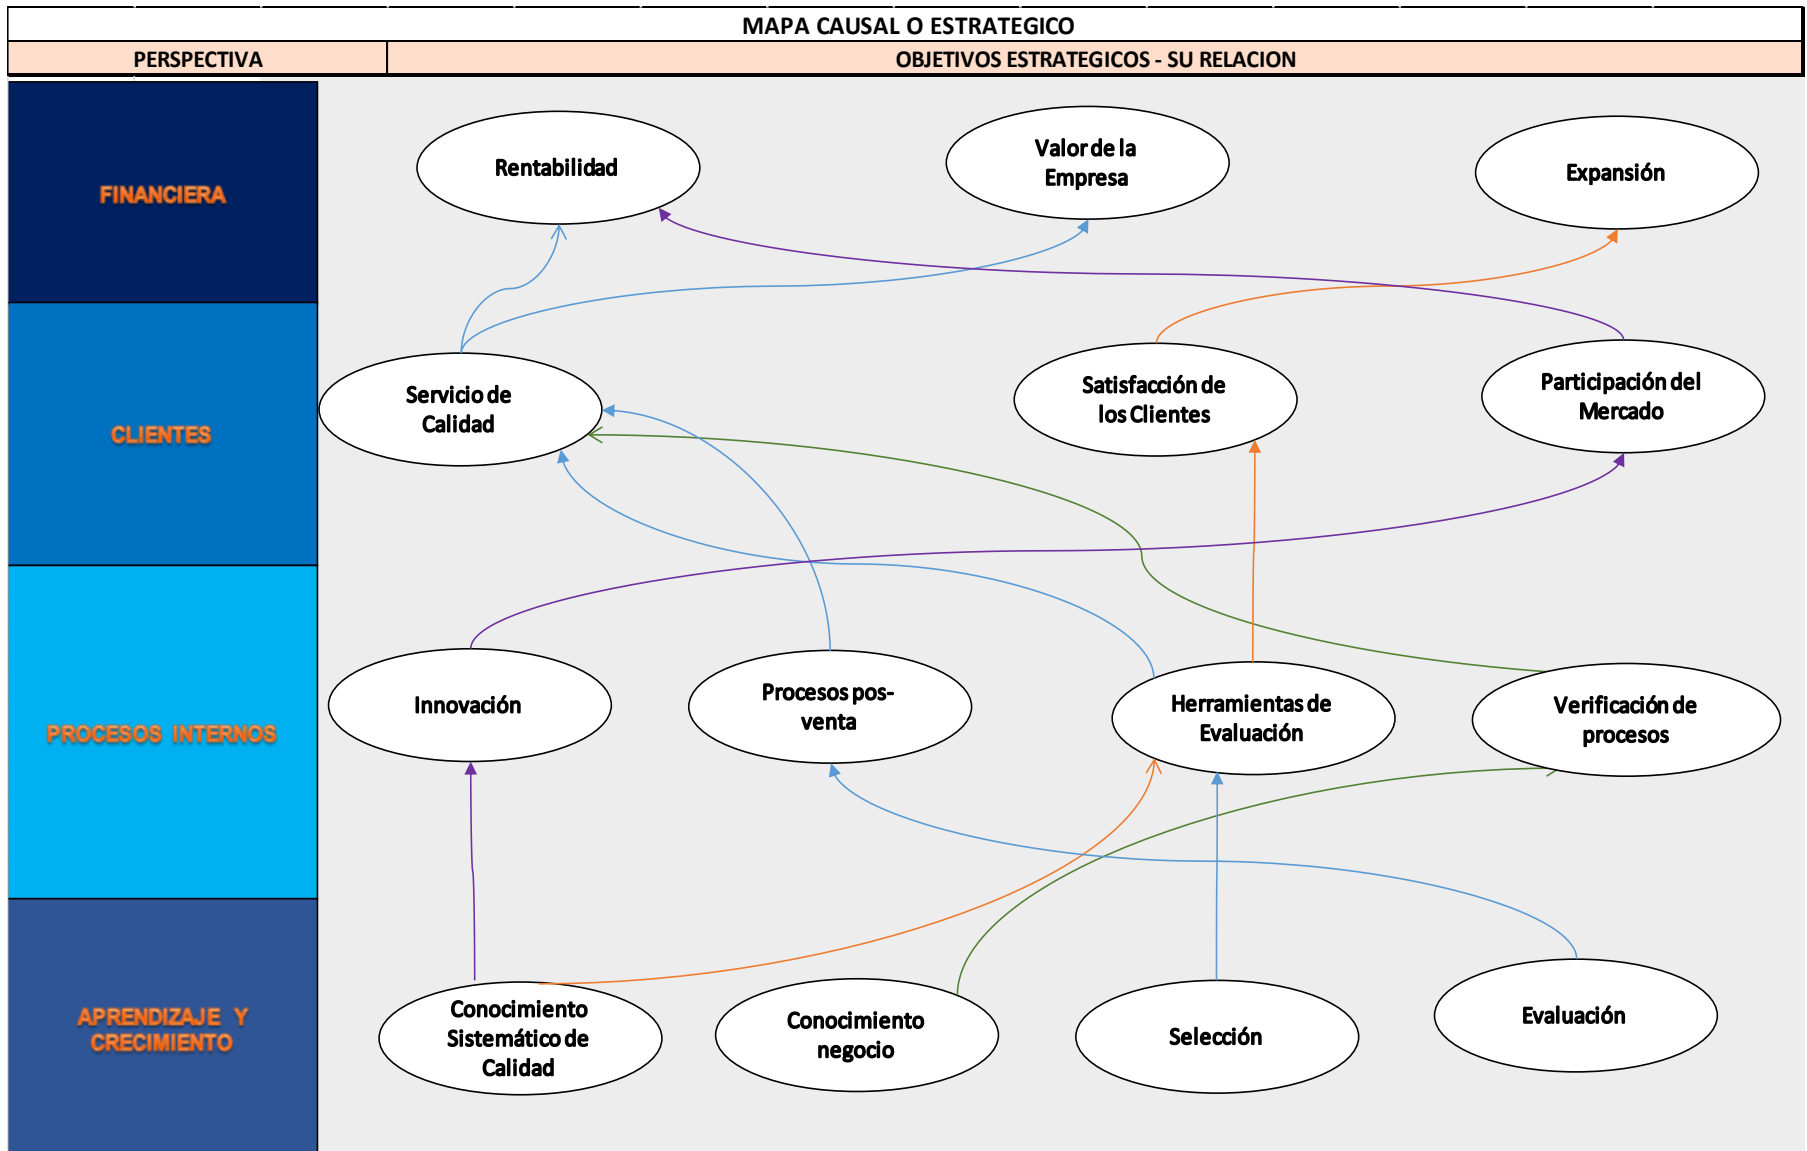 MAPA CAUSAL O ESTRATEGICO
PERSPECTIVA
OBJETIVOS ESTRATEGICOS - SU RELACION
FINANCIERA
Rentabilidad
Valor de la
Empresa
Expansión
CLIENTES
Servicio de
Calidad
Satisfacción de
los Clientes
Participación del
Mercado
PROCESOS INTERNOS
Innovación
Procesos pos-
venta
Herramientas de
Evaluación
Verificación de
procesos
APRENDIZAJE Y
CRECIMIENTO
Conocimiento
Sistemático de
Calidad
Conocimiento
negocio
Selección
Evaluación